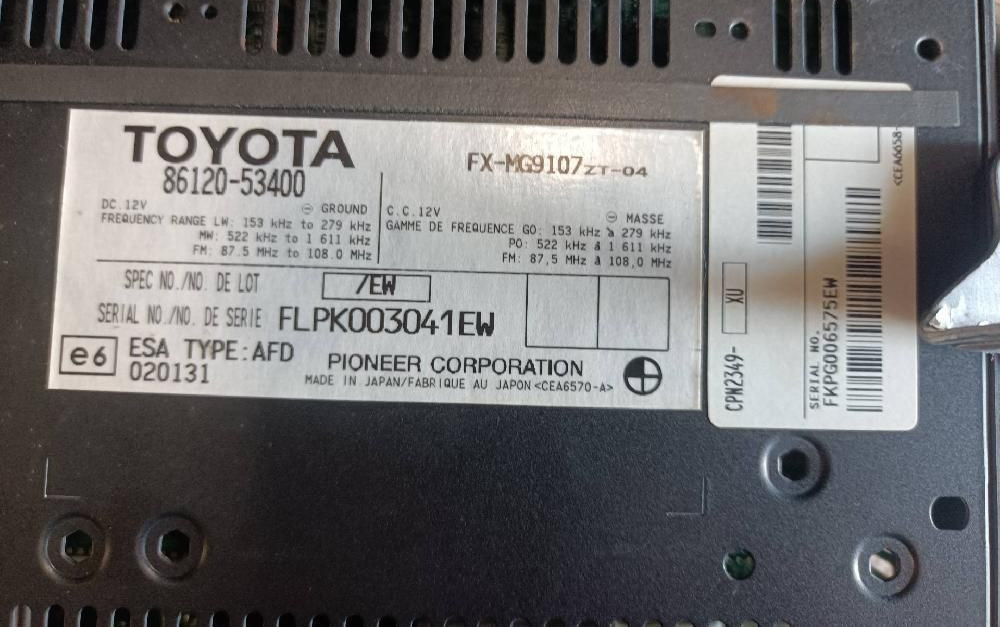 TOYOTA
86120-53400
FX-MG9107ZT-04
DC.12V ⊖ GROUND
FREQUENCY RANGE LW: 153 kHz to 279 kHz
MW: 522 kHz to 1 611 kHz
FM: 87.5 MHz to 108.0 MHz
C.C.12V ⊖ MASSE
GAMME DE FREQUENCE GO: 153 kHz à 279 kHz
PO: 522 kHz à 1 611 kHz
FM: 87,5 MHz à 108,0 MHz
SPEC NO./NO. DE LOT /EW
SERIAL NO./NO. DE SERIE FLPK003041EW
e6 ESA TYPE:AFD
020131
PIONEER CORPORATION
MADE IN JAPAN/FABRIQUE AU JAPON <CEA6570-A>
CPN2349- XU
SERIAL NO.
FKPG006575EW
<CEA6658-